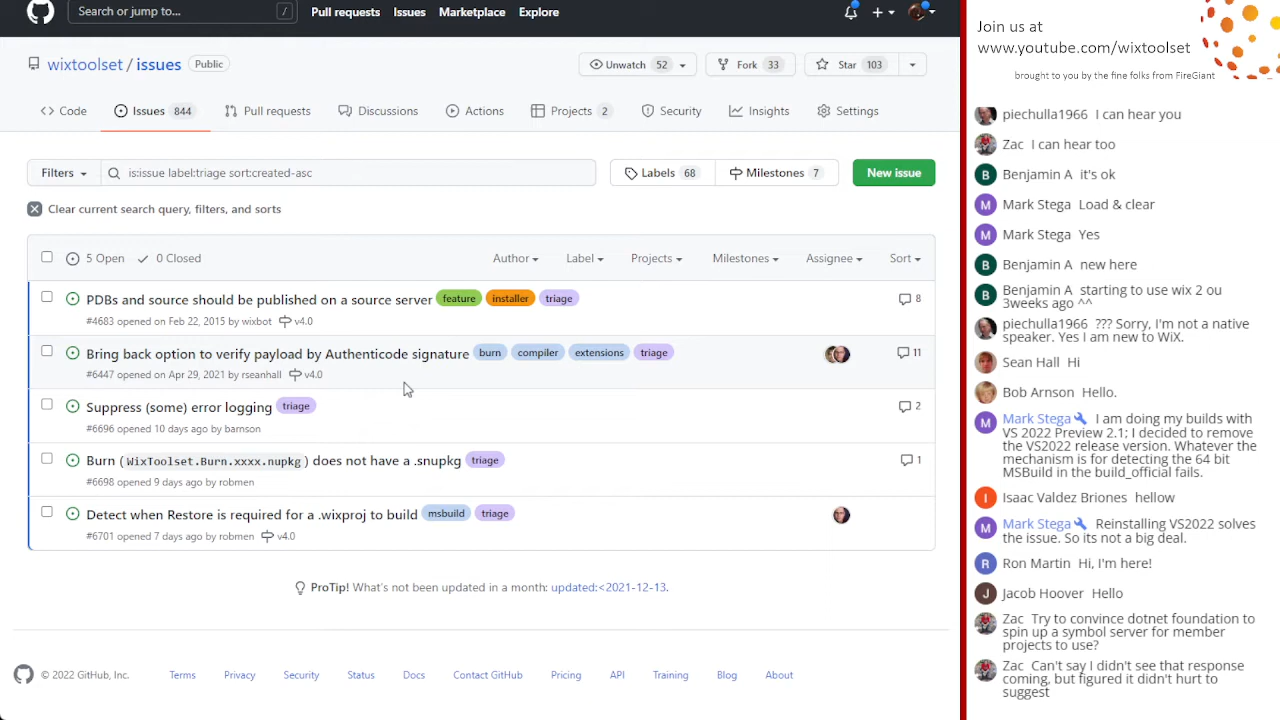 Search or jump to...
/
Pull requests
Issues
Marketplace
Explore
wixtoolset / issues
Public
Unwatch 52
Fork 33
Star 103
Code
Issues 844
Pull requests
Discussions
Actions
Projects 2
Security
Insights
Settings
Filters
is:issue label:triage sort:created-asc
Labels 68
Milestones 7
New issue
Clear current search query, filters, and sorts
5 Open
0 Closed
Author
Label
Projects
Milestones
Assignee
Sort
PDBs and source should be published on a source server feature installer triage
8
#4683 opened on Feb 22, 2015 by wixbot v4.0
Bring back option to verify payload by Authenticode signature burn compiler extensions triage
11
#6447 opened on Apr 29, 2021 by rseanhall v4.0
Suppress (some) error logging triage
2
#6696 opened 10 days ago by barnson
Burn (WixToolset.Burn.xxxx.nupkg) does not have a .snupkg triage
1
#6698 opened 9 days ago by robmen
Detect when Restore is required for a .wixproj to build msbuild triage
#6701 opened 7 days ago by robmen v4.0
ProTip! What's not been updated in a month: updated:<2021-12-13.
© 2022 GitHub, Inc.
Terms
Privacy
Security
Status
Docs
Contact GitHub
Pricing
API
Training
Blog
About
Join us at
www.youtube.com/wixtoolset
brought to you by the fine folks from FireGiant
piechulla1966 I can hear you
Zac I can hear too
B
Benjamin A it's ok
M
Mark Stega Load & clear
M
Mark Stega Yes
B
Benjamin A new here
B
Benjamin A starting to use wix 2 ou
3weeks ago ^^
piechulla1966 ??? Sorry, I'm not a native
speaker. Yes I am new to WiX.
Sean Hall Hi
Bob Arnson Hello.
M
Mark Stega I am doing my builds with
VS 2022 Preview 2.1; I decided to remove
the VS2022 release version. Whatever the
mechanism is for detecting the 64 bit
MSBuild in the build_official fails.
I
Isaac Valdez Briones hellow
M
Mark Stega Reinstalling VS2022 solves
the issue. So its not a big deal.
R
Ron Martin Hi, I'm here!
J
Jacob Hoover Hello
Zac Try to convince dotnet foundation to
spin up a symbol server for member
projects to use?
Zac Can't say I didn't see that response
coming, but figured it didn't hurt to
suggest